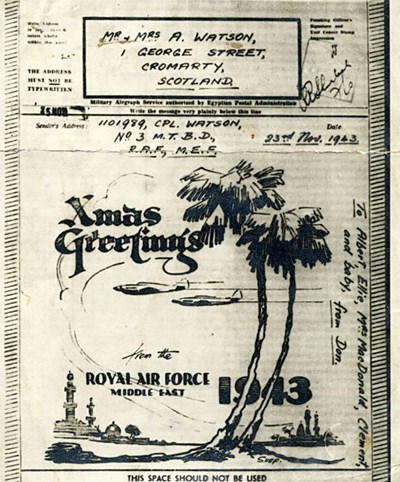 THE ADDRESS
MUST NOT BE
TYPEWRITTEN
MR & MRS A. WATSON,
1 GEORGE STREET,
CROMARTY,
SCOTLAND.
Military Airgraph Service authorised by Egyptian Postal Administration
Write the message very plainly below this line
Sender's Address:
1101989, CPL. WATSON,
No 3 M.T.B.D.,
R.A.F., M.E.F.
Date
23rd Nov. 1943.
Xmas
Greetings
from the
ROYAL AIR FORCE
MIDDLE EAST
1943
To Albert, Ellie, Mrs MacDonald, Clement,
and baby, from Don.
THIS SPACE SHOULD NOT BE USED